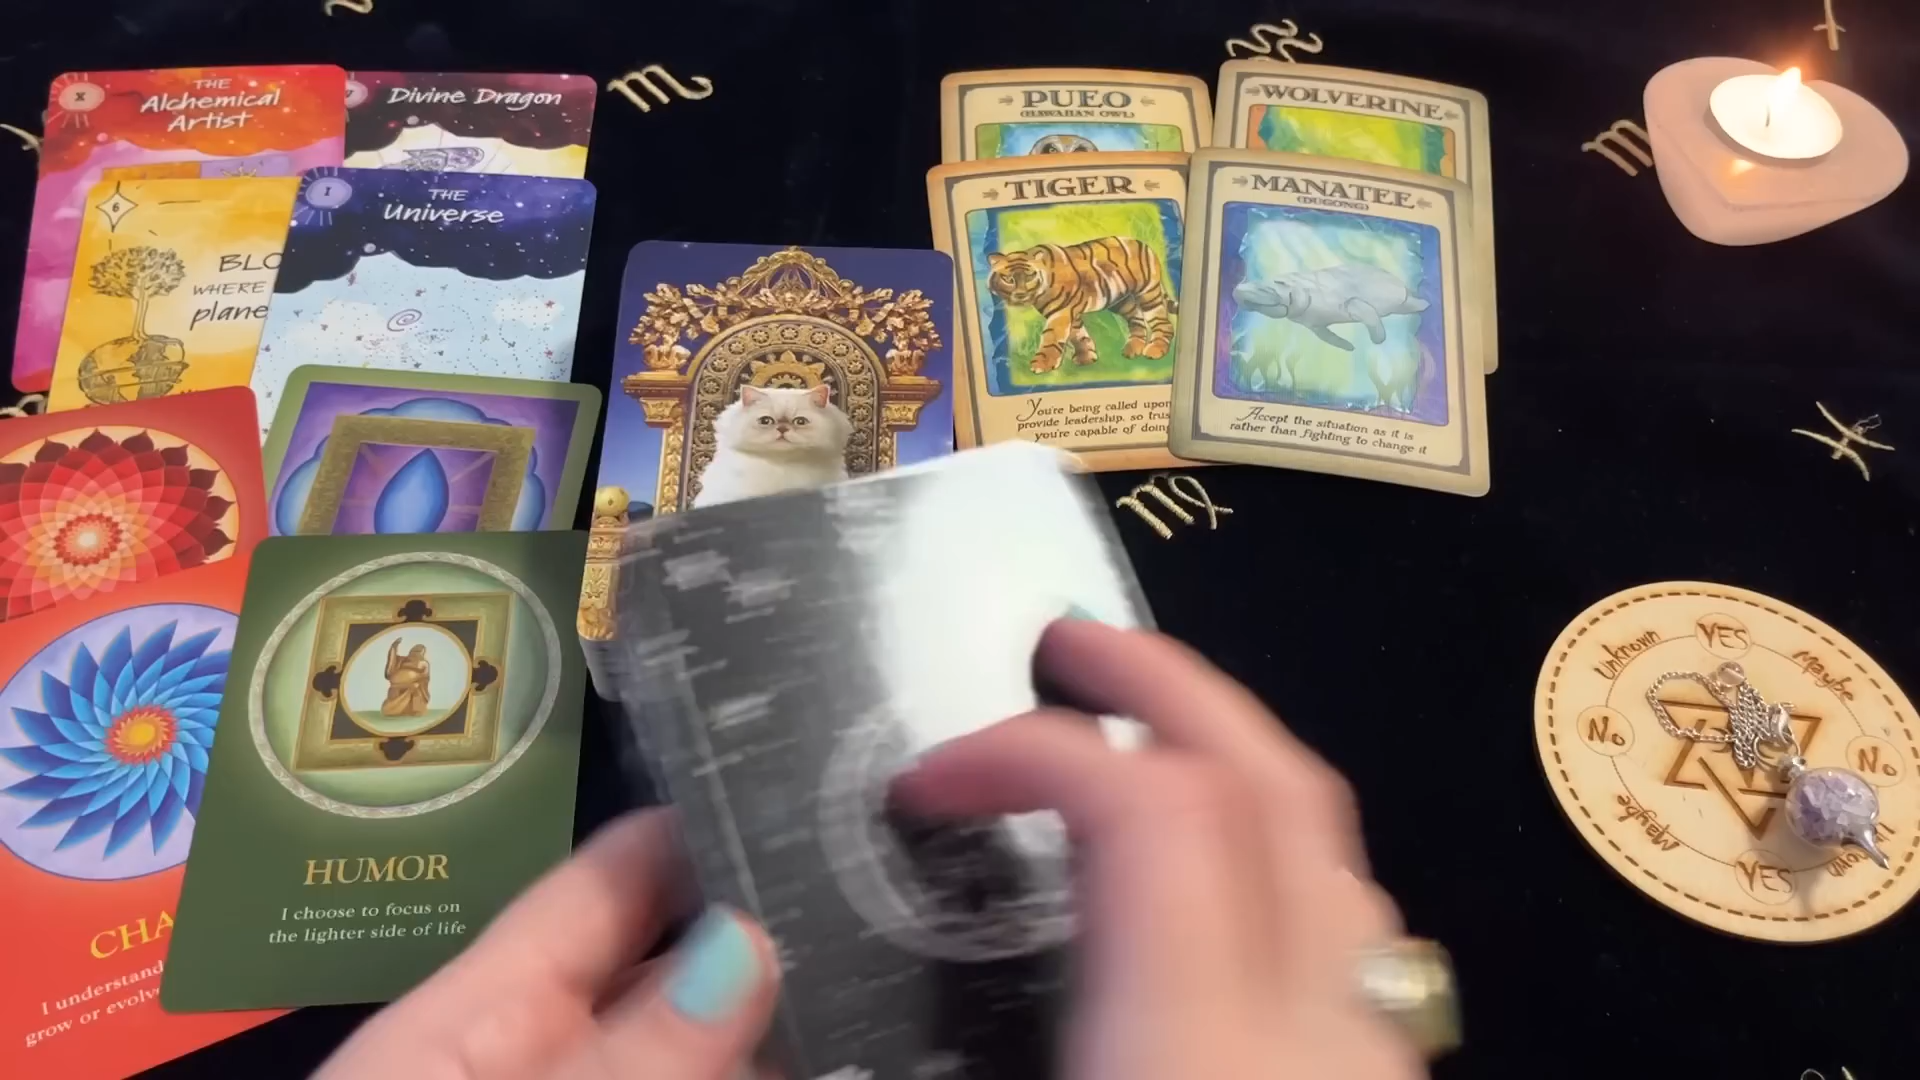 X
THE
Alchemical
Artist
Divine Dragon
6
BLO
WHERE
plane
I
THE
Universe
PUEO
(HAWAIIAN OWL)
WOLVERINE
TIGER
You're being called upon
provide leadership, so trus
you're capable of doing
MANATEE
(DUGONG)
Accept the situation as it is
rather than fighting to change it
CHA
I understand
grow or evolv
HUMOR
I choose to focus on
the lighter side of life
Unknown
YES
Maybe
No
No
Maybe
YES